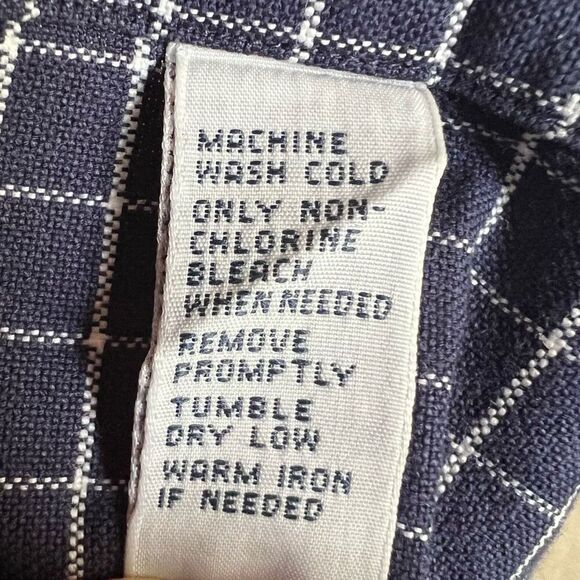 MACHINE
WASH COLD
ONLY NON-
CHLORINE
BLEACH
WHEN NEEDED
REMOVE
PROMPTLY
TUMBLE
DRY LOW
WARM IRON
IF NEEDED